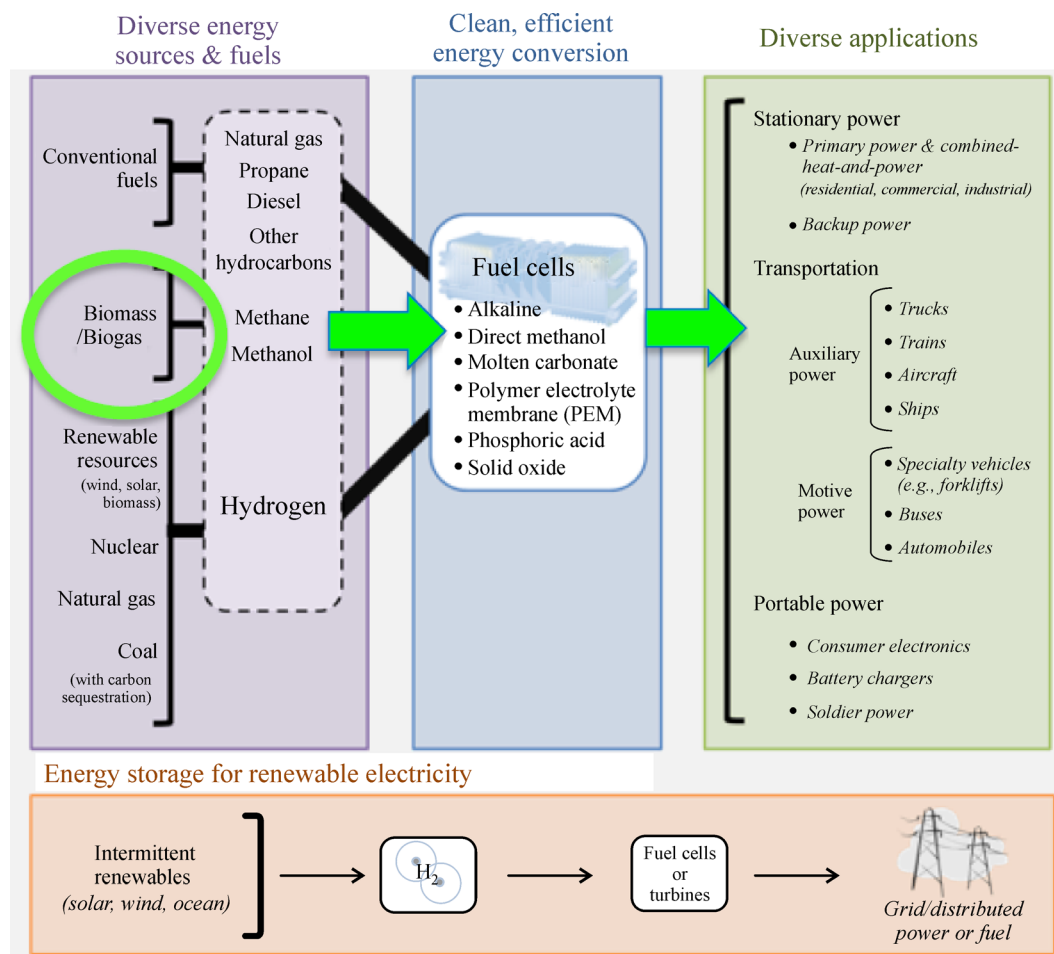 Diverse energy
sources & fuels
Clean, efficient
energy conversion
Diverse applications
Conventional
fuels
Biomass
/Biogas
Renewable
resources
(wind, solar,
biomass)
Nuclear
Natural gas
Coal
(with carbon
sequestration)
Natural gas
Propane
Diesel
Other
hydrocarbons
Methane
Methanol
Hydrogen
Fuel cells
• Alkaline
• Direct methanol
• Molten carbonate
• Polymer electrolyte
membrane (PEM)
• Phosphoric acid
• Solid oxide
Stationary power
• Primary power & combined-
heat-and-power
(residential, commercial, industrial)
• Backup power
Transportation
Auxiliary
power
• Trucks
• Trains
• Aircraft
• Ships
Motive
power
• Specialty vehicles
(e.g., forklifts)
• Buses
• Automobiles
Portable power
• Consumer electronics
• Battery chargers
• Soldier power
Energy storage for renewable electricity
Intermittent
renewables
(solar, wind, ocean)
H₂
Fuel cells
or
turbines
Grid/distributed
power or fuel